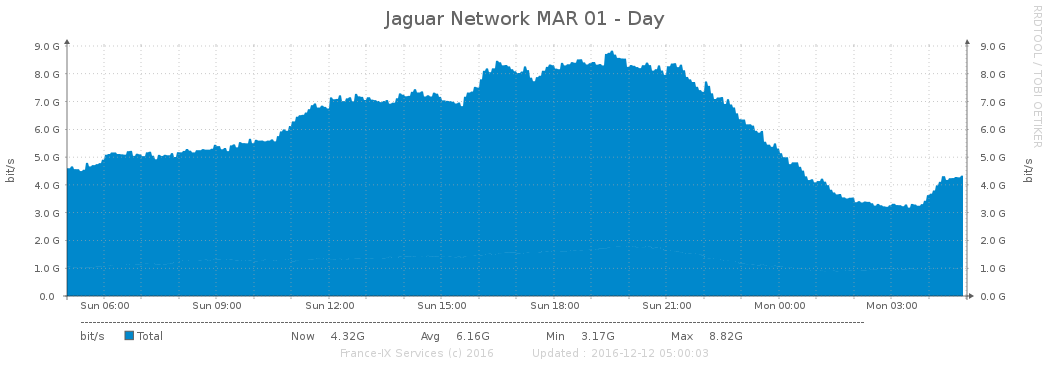 Jaguar Network MAR 01 - Day
RRDTOOL / TOBI OETIKER
bit/s
9.0 G
8.0 G
7.0 G
6.0 G
5.0 G
4.0 G
3.0 G
2.0 G
1.0 G
0.0
9.0 G
8.0 G
7.0 G
6.0 G
5.0 G
4.0 G
3.0 G
2.0 G
1.0 G
0.0 G
bit/s
Sun 06:00 Sun 09:00 Sun 12:00 Sun 15:00 Sun 18:00 Sun 21:00 Mon 00:00 Mon 03:00
bit/s Total Now 4.32G Avg 6.16G Min 3.17G Max 8.82G
France-IX Services (c) 2016 Updated : 2016-12-12 05:00:03